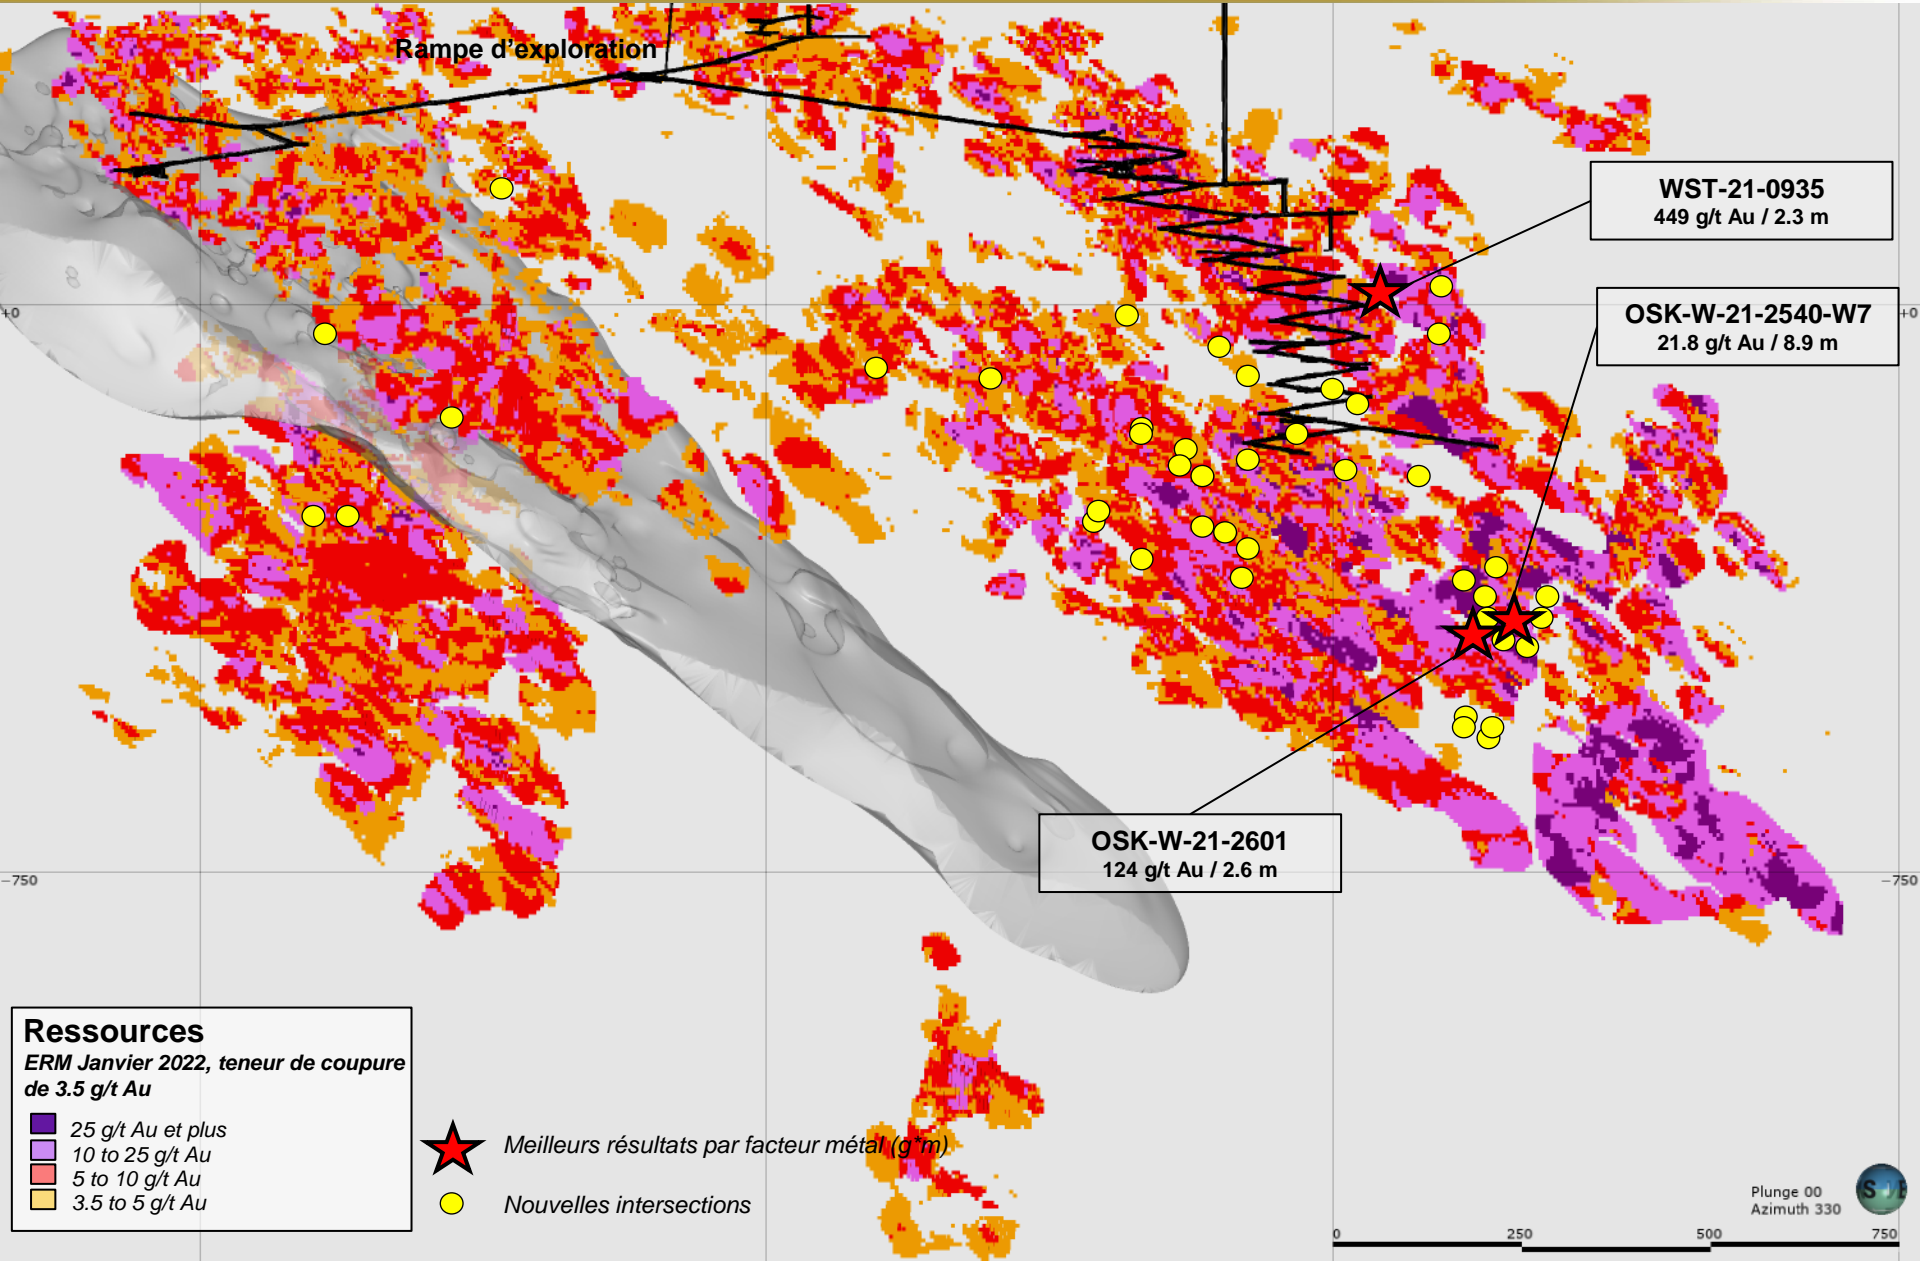 Rampe d'exploration
WST-21-0935
449 g/t Au / 2.3 m
OSK-W-21-2540-W7
21.8 g/t Au / 8.9 m
+0
+0
OSK-W-21-2601
124 g/t Au / 2.6 m
−750
−750
Ressources
ERM Janvier 2022, teneur de coupure
de 3.5 g/t Au
25 g/t Au et plus
10 to 25 g/t Au
5 to 10 g/t Au
3.5 to 5 g/t Au
Meilleurs résultats par facteur métal (g*m)
Nouvelles intersections
Plunge 00
Azimuth 330
0 250 500 750